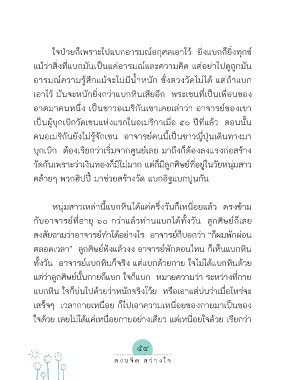 ใจป่วยก็เพราะไปแบกอารมณ์อกุศลเอาไว้ ยิ่งแบกก็ยิ่งทุกข์
แม้ว่าสิ่งที่แบกมันเป็นแค่อารมณ์และความคิด แต่อย่าไปดูถูกมัน
อารมณ์ความรู้สึกแม้จะไม่มีน้ำหนัก ชั่งตวงวัดไม่ได้ แต่ถ้าแบก
เอาไว้ มันจะหนักยิ่งกว่าแบกหินเสียอีก พระเซนที่เป็นเพื่อนของ
อาตมาคนหนึ่ง เป็นชาวอเมริกันเขาเคยเล่าว่า อาจารย์ของเขา
เป็นผู้บุกเบิกวัดเซนแห่งแรกในอเมริกาเมื่อ ๕๐ ปีที่แล้ว ตอนนั้น
คนอเมริกันยังไม่รู้จักเซน อาจารย์คนนี้เป็นชาวญี่ปุ่นเดินทางมา
บุกเบิก ต้องเรียกว่าเริ่มจากศูนย์เลย มาถึงก็ต้องลงแรงก่อสร้าง
วัดกันเพราะว่าเงินทองก็มีไม่มาก แต่ก็มีลูกศิษย์ที่อยู่ในวัยหนุ่มสาว
คล้ายๆ พวกฮิปปี้ มาช่วยสร้างวัด แบกอิฐแบกปูนกัน
หนุ่มสาวเหล่านี้แบกหินได้แค่ครึ่งวันก็เหนื่อยแล้ว ตรงข้าม
กับอาจารย์ที่อายุ ๖๐ กว่าแล้วท่านแบกได้ทั้งวัน ลูกศิษย์ก็เลย
สงสัยถามว่าอาจารย์ทำได้อย่างไร อาจารย์ก็บอกว่า "ก็ผมพักผ่อน
ตลอดเวลา" ลูกศิษย์ฟังแล้วงง อาจารย์พักตอนไหน ก็เห็นแบกหิน
ทั้งวัน อาจารย์แบกหินก็จริง แต่แบกด้วยกาย ใจไม่ได้แบกหินด้วย
แต่ว่าลูกศิษย์นั้นกายก็แบก ใจก็แบก หมายความว่า ระหว่างที่กาย
แบกหิน ใจก็บ่นไปด้วยว่าหนักจริงโว้ย หรือเอาแต่บ่นว่าเมื่อไหร่จะ
เสร็จๆ เวลากายเหนื่อย ก็ไปเอาความเหนื่อยของกายมาเป็นของ
ใจด้วย เลยไม่ได้แค่เหนื่อยกายอย่างเดียว แต่เหนื่อยใจด้วย เรียกว่า
สงบจิต สว่างใจ